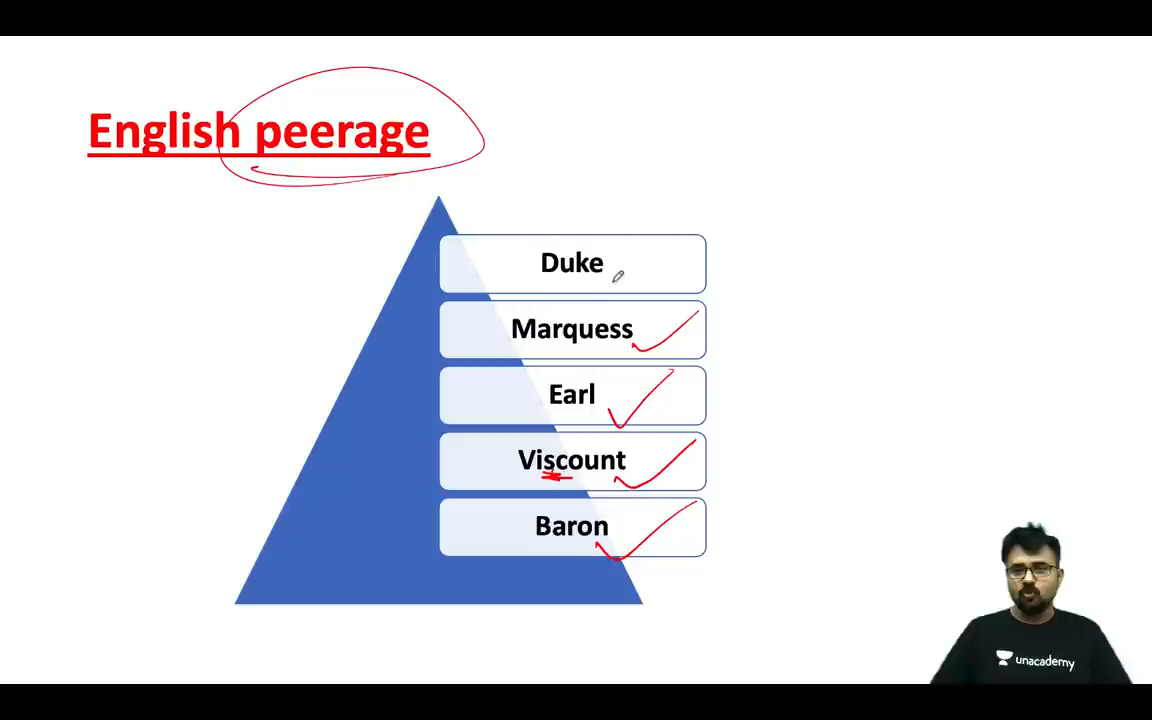 English peerage
Duke
Marquess
Earl
Viscount
Baron
unacademy